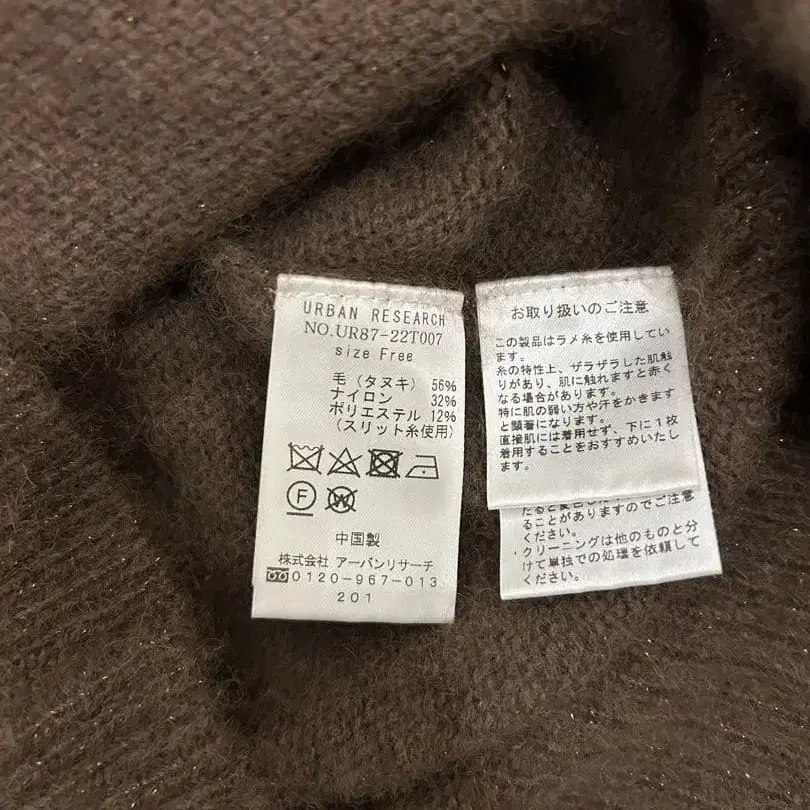 URBAN RESEARCH
NO.UR87-22T007
size Free
毛 (タヌキ) 56%
ナイロン 32%
ポリエステル 12%
(スリット糸使用)
F
W
中国製
株式会社 アーバンリサーチ
0120-967-013
201
お取り扱いのご注意
この製品はラメ糸を使用してい
ます。
糸の特性上、ザラザラした肌触
りがあり、肌に触れますと赤く
なる場合があります。
特に肌の弱い方や汗をかきます
と顕著になります。
直接肌には着用せず、下に1枚
着用することをおすすめいたし
ます。
ることがありますのでご注意
ください。
クリーニングは他のものと分
けて単独での処理を依頼して
ください。